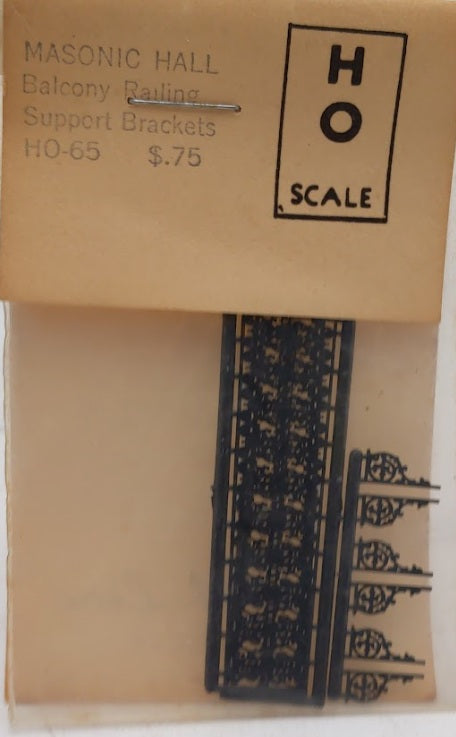 MASONIC HALL
Balcony Railing
Support Brackets
HO-65 $.75
H
O
SCALE